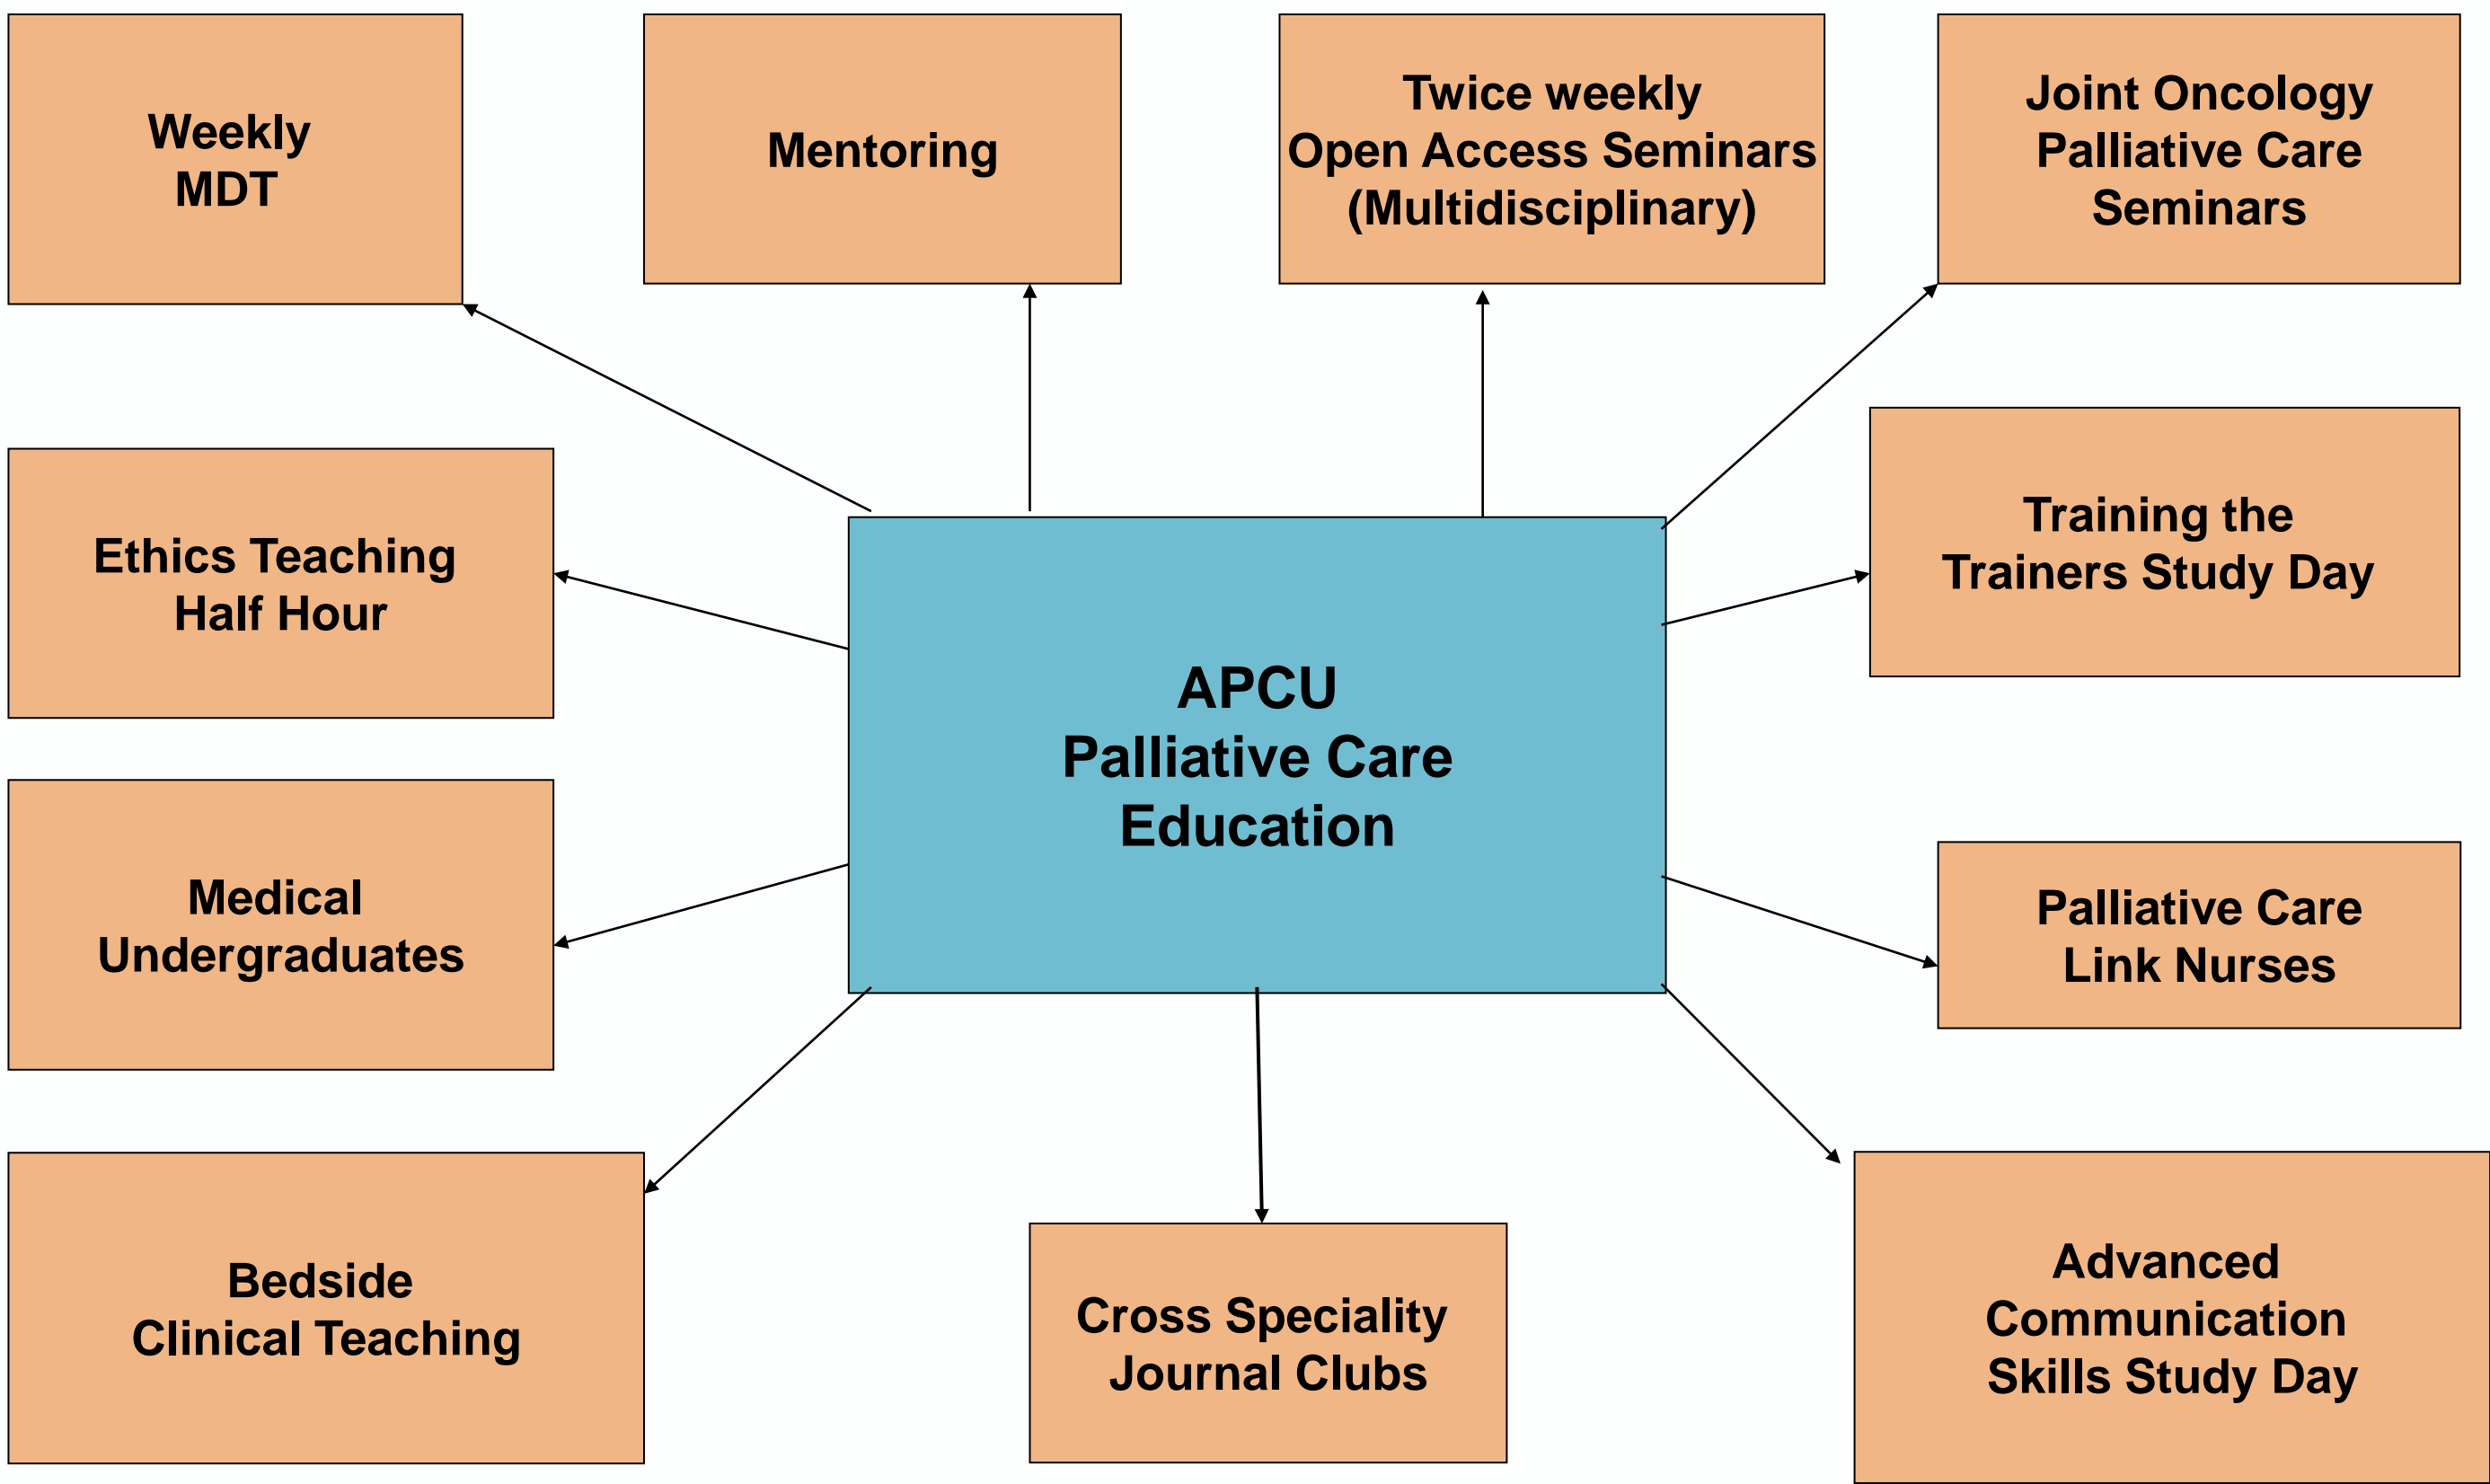 Weekly
MDT
Mentoring
Twice weekly
Open Access Seminars
(Multidisciplinary)
Joint Oncology
Palliative Care
Seminars
Ethics Teaching
Half Hour
Training the
Trainers Study Day
APCU
Palliative Care
Education
Medical
Undergraduates
Palliative Care
Link Nurses
Bedside
Clinical Teaching
Cross Speciality
Journal Clubs
Advanced
Communication
Skills Study Day